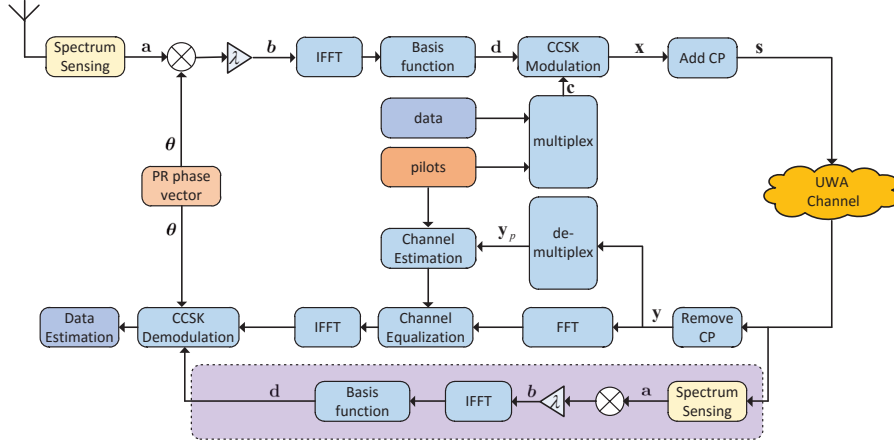 Spectrum
Sensing
a
λ
b
IFFT
Basis
function
d
CCSK
Modulation
x
Add CP
s
c
data
multiplex
θ
pilots
PR phase
vector
UWA
Channel
θ
Channel
Estimation
y_p
de-
multiplex
Data
Estimation
CCSK
Demodulation
IFFT
Channel
Equalization
FFT
y
Remove
CP
d
Basis
function
IFFT
b
λ
a
Spectrum
Sensing